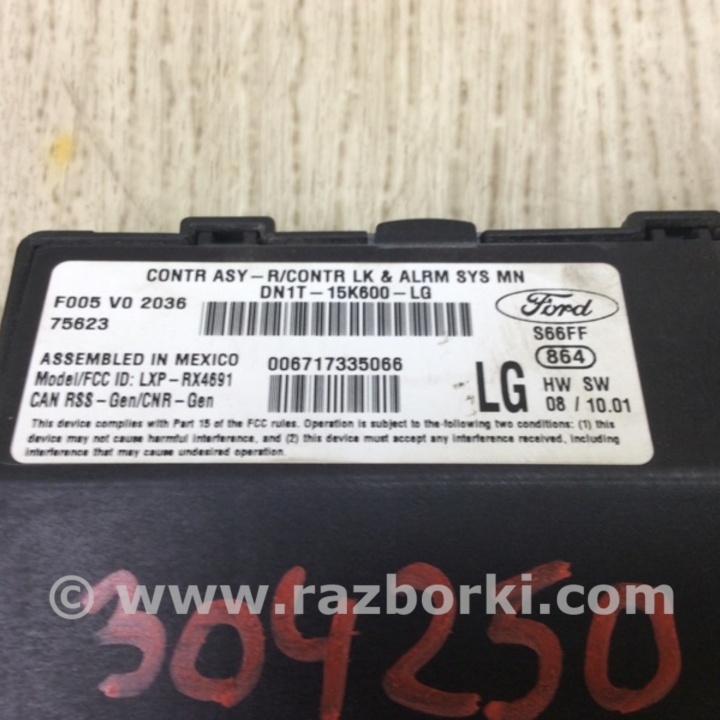 CONTR ASY-R/CONTR LK & ALRM SYS MN
DN1T-15K600-LG
F005 V0 2036
75623
Ford
S66FF
864
ASSEMBLED IN MEXICO
006717335066
Model/FCC ID: LXP-RX4691
CAN RSS-Gen/CNR-Gen
LG
HW SW
08 / 10.01
This device complies with Part 15 of the FCC rules. Operation is subject to the following two conditions: (1) this
device may not cause harmful interference, and (2) this device must accept any interference received, including
interference that may cause undesired operation.
© www.razborki.com
304250